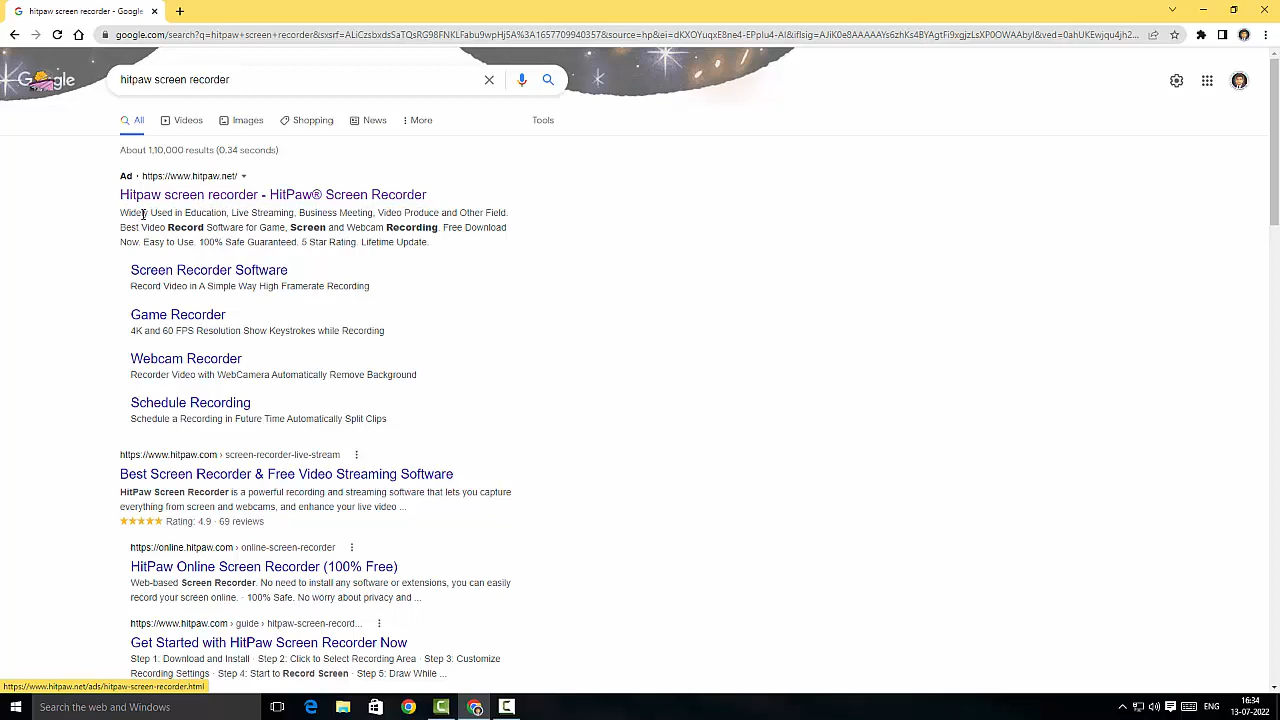 hitpaw screen recorder - Google
google.com/search?q=hitpaw+screen+recorder&
hitpaw screen recorder
All Videos Images Shopping News More Tools
About 1,10,000 results (0.34 seconds)
Ad · https://www.hitpaw.net/
Hitpaw screen recorder - HitPaw® Screen Recorder
Widely Used in Education, Live Streaming, Business Meeting, Video Produce and Other Field.
Best Video Record Software for Game, Screen and Webcam Recording. Free Download
Now. Easy to Use. 100% Safe Guaranteed. 5 Star Rating. Lifetime Update.
Screen Recorder Software
Record Video in A Simple Way High Framerate Recording
Game Recorder
4K and 60 FPS Resolution Show Keystrokes while Recording
Webcam Recorder
Recorder Video with WebCamera Automatically Remove Background
Schedule Recording
Schedule a Recording in Future Time Automatically Split Clips
https://www.hitpaw.com › screen-recorder-live-stream
Best Screen Recorder & Free Video Streaming Software
HitPaw Screen Recorder is a powerful recording and streaming software that lets you capture
everything from screen and webcams, and enhance your live video ...
Rating: 4.9 · 69 reviews
https://online.hitpaw.com › online-screen-recorder
HitPaw Online Screen Recorder (100% Free)
Web-based Screen Recorder. No need to install any software or extensions, you can easily
record your screen online. · 100% Safe. No worry about privacy and ...
https://www.hitpaw.com › guide › hitpaw-screen-record...
Get Started with HitPaw Screen Recorder Now
Step 1: Download and Install · Step 2: Click to Select Recording Area · Step 3: Customize
Recording Settings · Step 4: Start to Record Screen · Step 5: Draw While ...
https://www.hitpaw.net/ads/hitpaw-screen-recorder.html
Search the web and Windows
ENG
16:34
13-07-2022